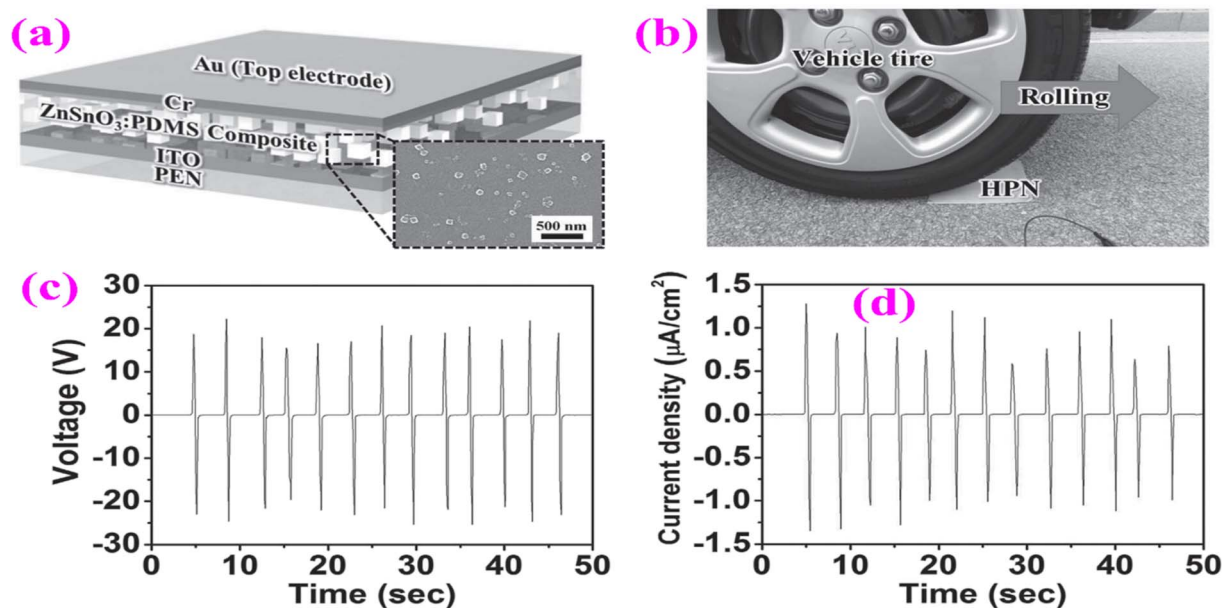 (a)
Au (Top electrode)
Cr
ZnSnO₃:PDMS Composite
ITO
PEN
500 nm
(b)
Vehicle tire
Rolling
HPN
(c)
Voltage (V)
30
20
10
0
-10
-20
-30
0 10 20 30 40 50
Time (sec)
(d)
Current density (μA/cm²)
1.5
1.0
0.5
0.0
-0.5
-1.0
-1.5
0 10 20 30 40 50
Time (sec)